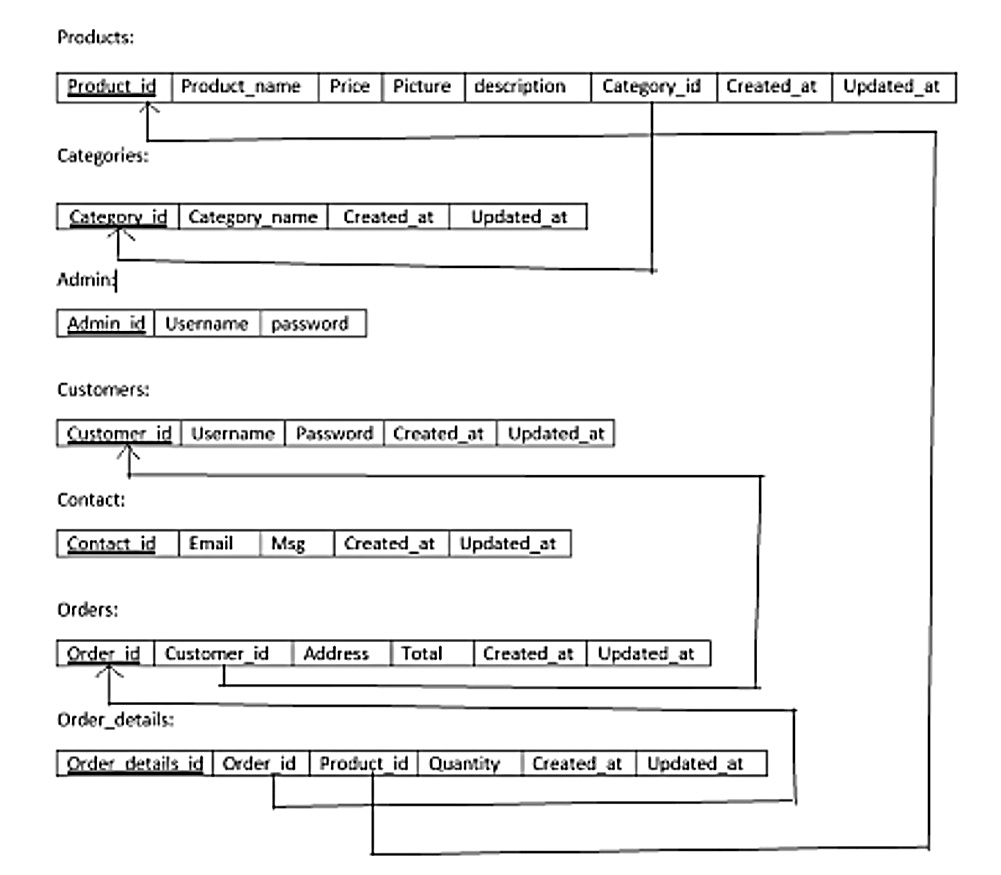 Products:
Product_id Product_name Price Picture description Category_id Created_at Updated_at
Categories:
Category_id Category_name Created_at Updated_at
Admin:
Admin_id Username password
Customers:
Customer_id Username Password Created_at Updated_at
Contact:
Contact_id Email Msg Created_at Updated_at
Orders:
Order_id Customer_id Address Total Created_at Updated_at
Order_details:
Order_details_id Order_id Product_id Quantity Created_at Updated_at